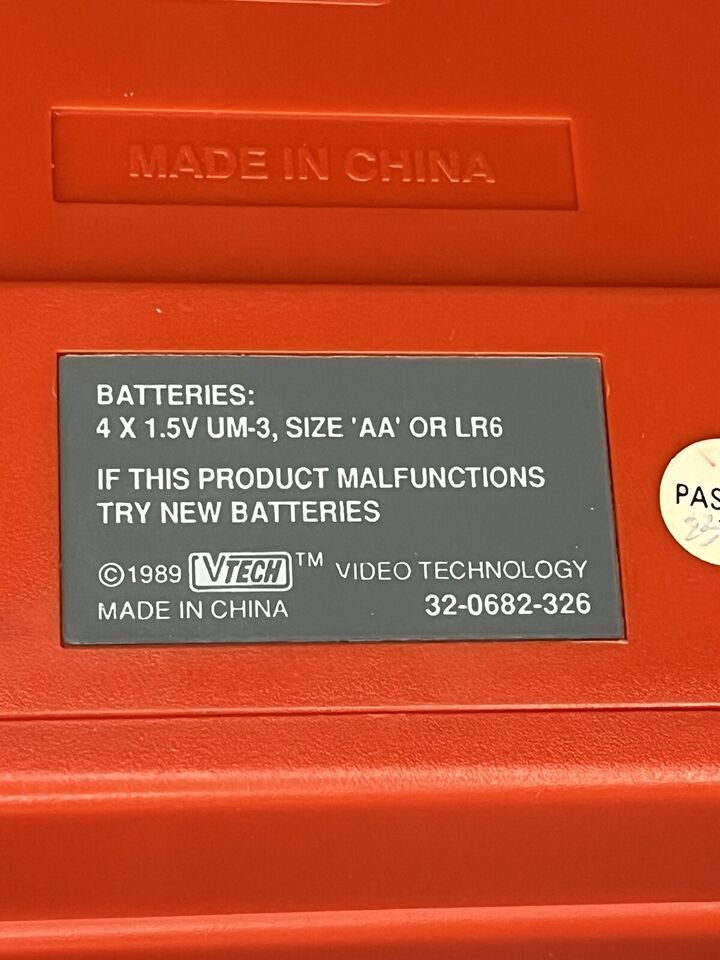 MADE IN CHINA
BATTERIES:
4 X 1.5V UM-3, SIZE 'AA' OR LR6
IF THIS PRODUCT MALFUNCTIONS
TRY NEW BATTERIES
©1989 VTECH™ VIDEO TECHNOLOGY
MADE IN CHINA 32-0682-326
PAS